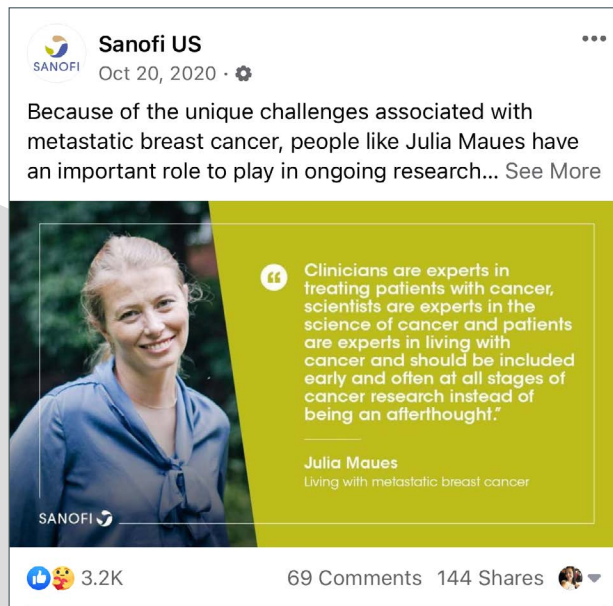 Sanofi US
SANOFI
Oct 20, 2020 ·
Because of the unique challenges associated with
metastatic breast cancer, people like Julia Maues have
an important role to play in ongoing research... See More
“
Clinicians are experts in
treating patients with cancer,
scientists are experts in the
science of cancer and patients
are experts in living with
cancer and should be included
early and often at all stages of
cancer research instead of
being an afterthought.”
Julia Maues
Living with metastatic breast cancer
SANOFI
3.2K 69 Comments 144 Shares